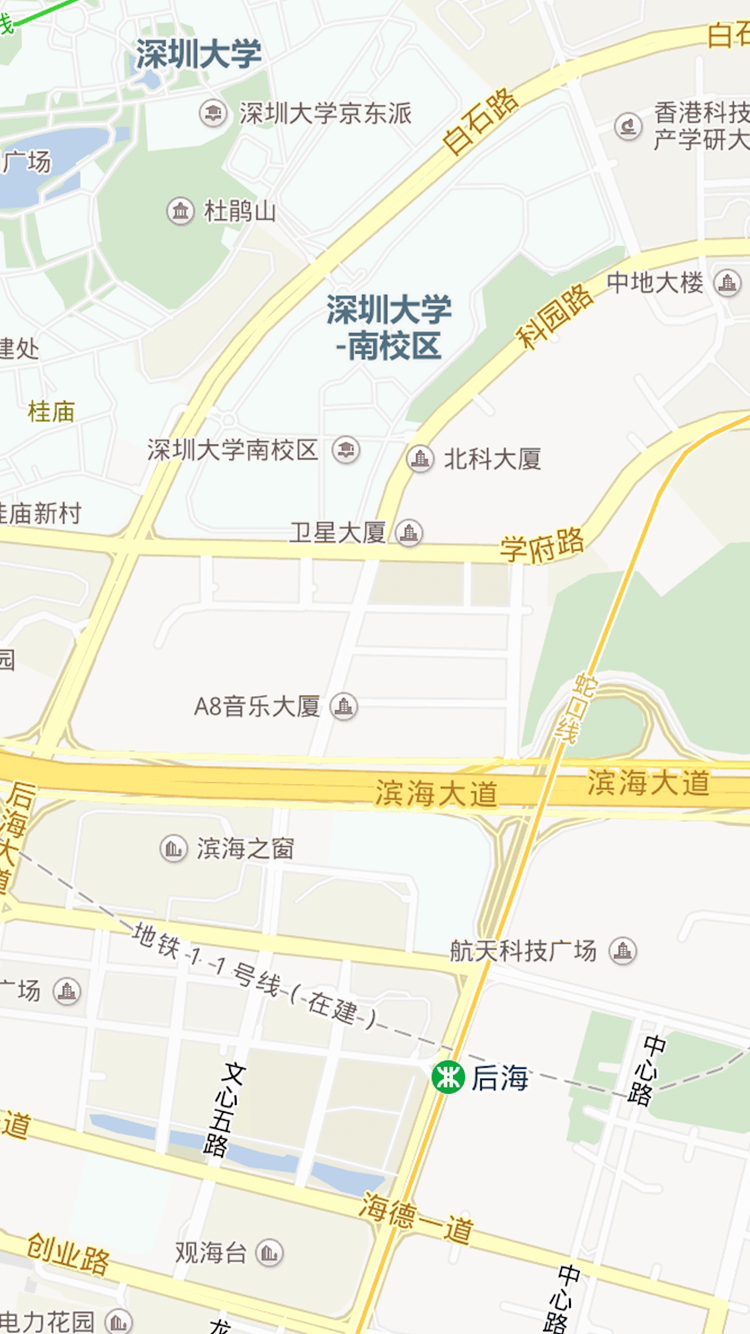 线
深圳大学
白石
深圳大学京东派
白石路
香港科技
产学研大
广场
杜鹃山
中地大楼
科园路
深圳大学
-南校区
建处
桂庙
深圳大学南校区
北科大厦
桂庙新村
卫星大厦
学府路
园
蛇口线
A8音乐大厦
滨海大道
滨海大道
后海大道
滨海之窗
地铁11号线(在建)
航天科技广场
广场
后海
中心路
文心五路
道
海德一道
创业路
观海台
中心路
电力花园
龙